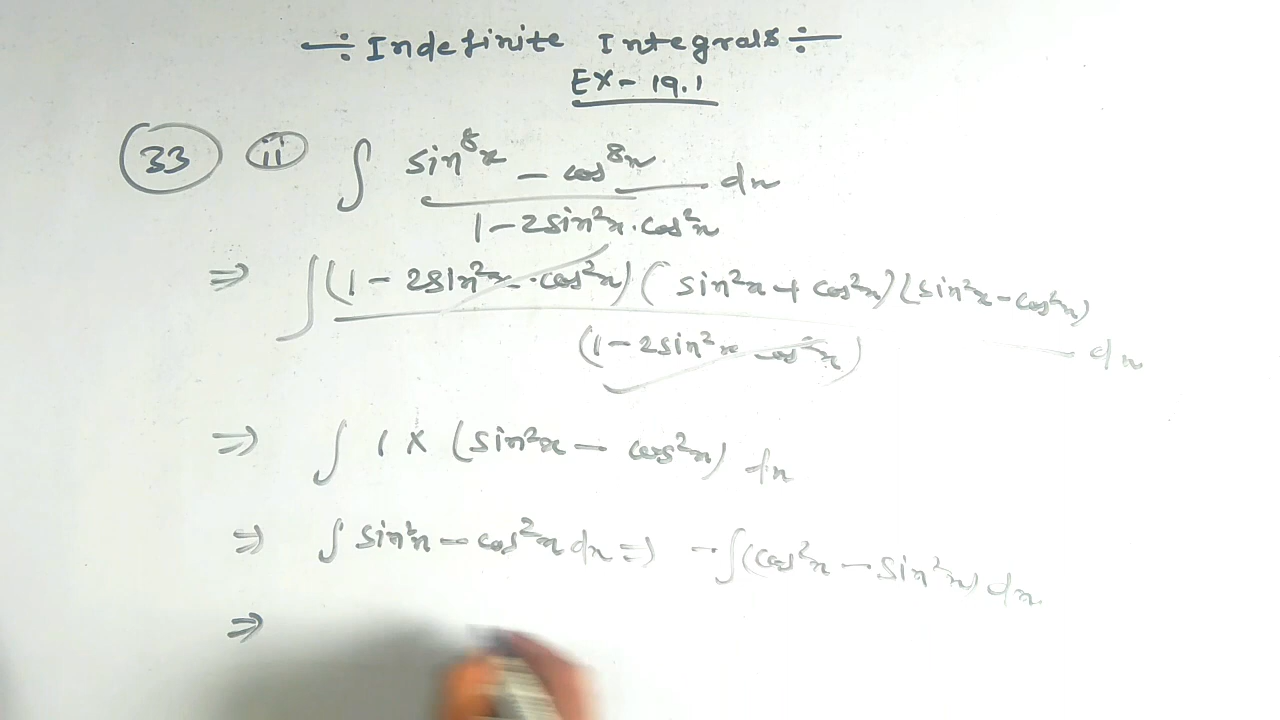 ÷ Indefinite Integrals ÷
EX- 19.1
33 ii ∫ sin⁸x - cos⁸x / 1-2sin²x.cos²x dx
⇒ ∫ (1-2sin²x.cos²x)(sin²x+cos²x)(sin²x-cos²x) / (1-2sin²x cos²x) dx
⇒ ∫ 1 × (sin²x - cos²x) dx
⇒ ∫ sin²x - cos²x dx ⇒ -∫(cos²x - sin²x) dx
⇒